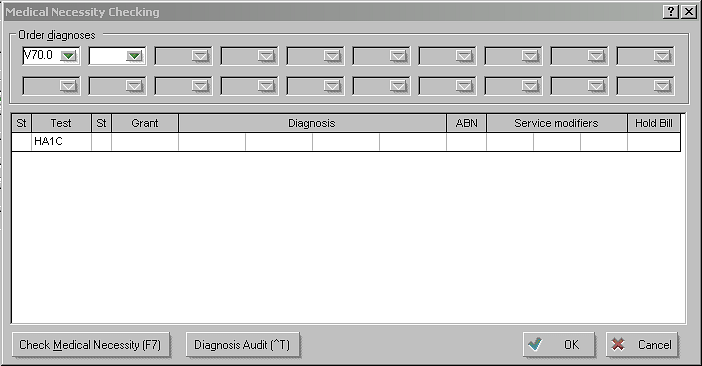 Medical Necessity Checking
Order diagnoses
V70.0
St Test St Grant Diagnosis ABN Service modifiers Hold Bill
HA1C
Check Medical Necessity (F7) Diagnosis Audit (^T) OK Cancel